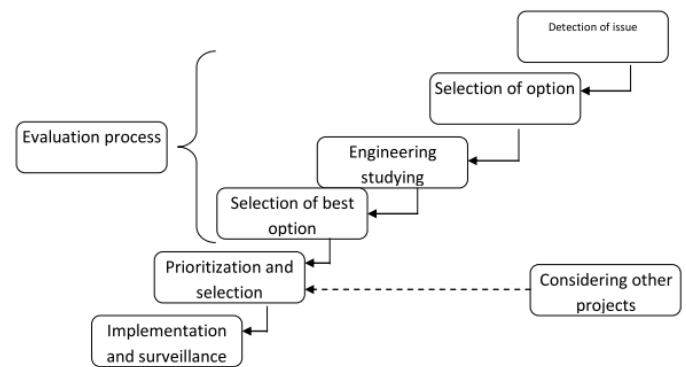 Detection of issue
Selection of option
Evaluation process
Engineering
studying
Selection of best
option
Prioritization and
selection
Considering other
projects
Implementation
and surveillance